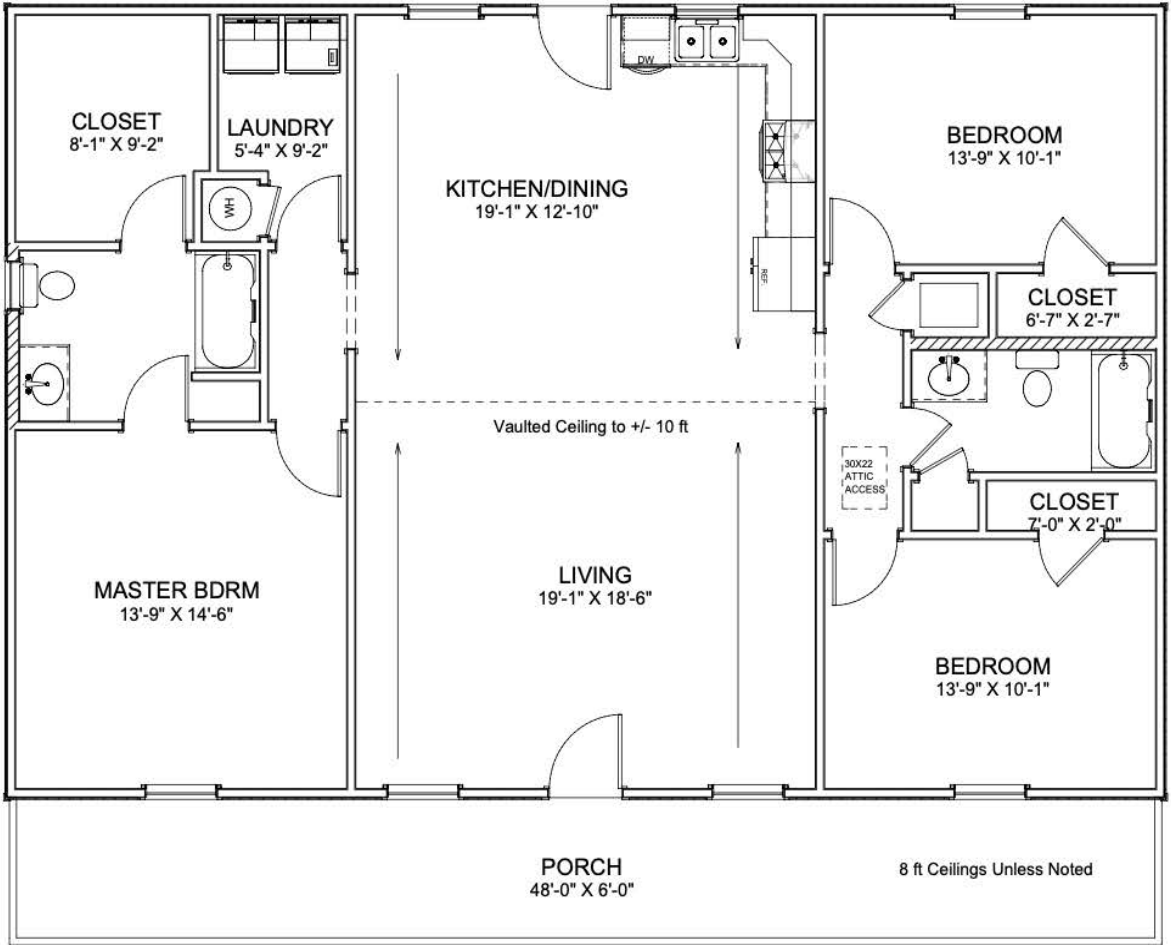 DW
CLOSET
8'-1" X 9'-2"
LAUNDRY
5'-4" X 9'-2"
BEDROOM
13'-9" X 10'-1"
KITCHEN/DINING
19'-1" X 12'-10"
WH
REF.
CLOSET
6'-7" X 2'-7"
Vaulted Ceiling to +/- 10 ft
30X22
ATTIC
ACCESS
CLOSET
7'-0" X 2'-0"
MASTER BDRM
13'-9" X 14'-6"
LIVING
19'-1" X 18'-6"
BEDROOM
13'-9" X 10'-1"
PORCH
48'-0" X 6'-0"
8 ft Ceilings Unless Noted